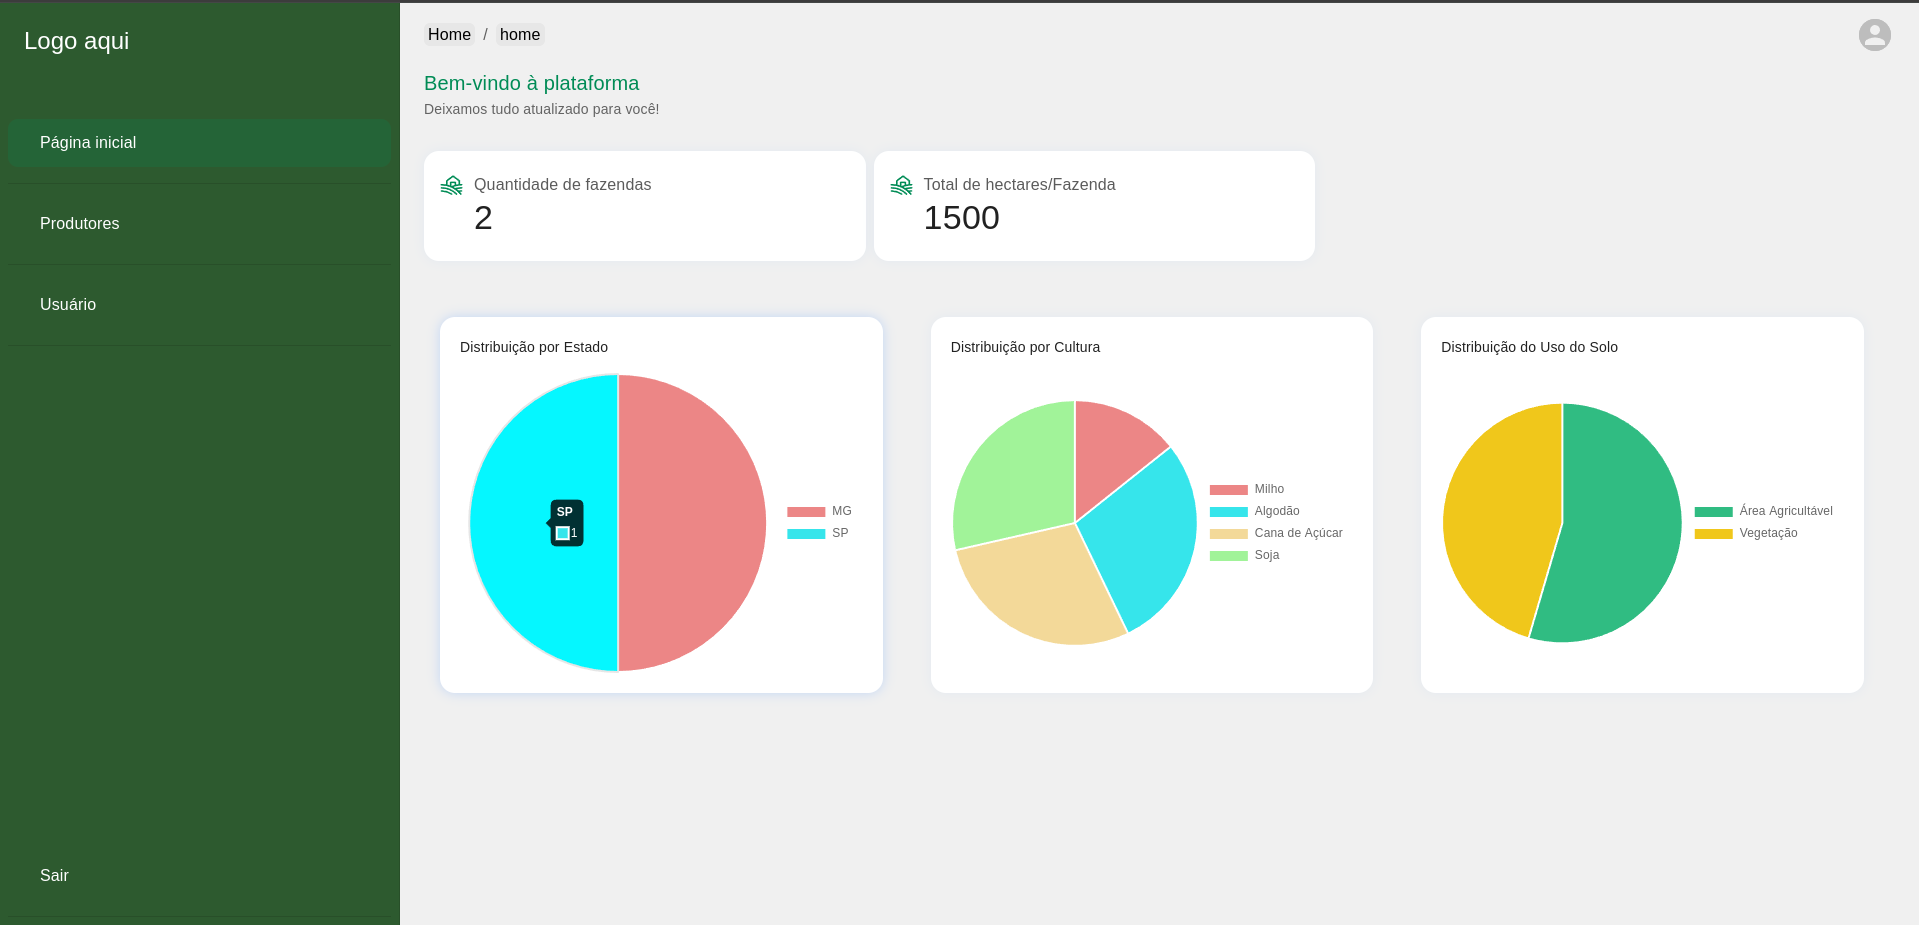 Logo aqui
Página inicial
Produtores
Usuário
Sair
Home / home
Bem-vindo à plataforma
Deixamos tudo atualizado para você!
Quantidade de fazendas
2
Total de hectares/Fazenda
1500
Distribuição por Estado
SP
1
MG
SP
Distribuição por Cultura
Milho
Algodão
Cana de Açúcar
Soja
Distribuição do Uso do Solo
Área Agricultável
Vegetação